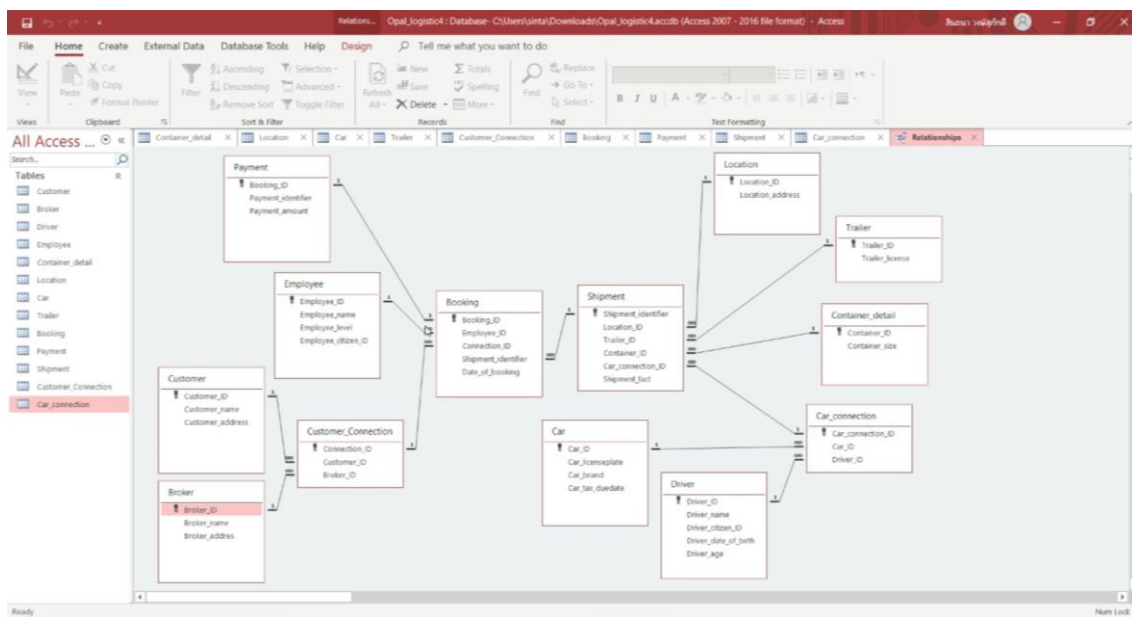 Relations...
Opal_logistic4 : Database- C:\Users\sinta\Downloads\Opal_logistic4.accdb (Access 2007 - 2016 file format) - Access
File Home Create External Data Database Tools Help Design Tell me what you want to do
View
Views
Paste
Cut
Copy
Format Painter
Clipboard
Filter
Ascending
Descending
Remove Sort
Selection
Advanced
Toggle Filter
Sort & Filter
Refresh All
New
Save
Delete
Totals
Spelling
More
Records
Find
Replace
Go To
Select
Find
B I U A
Text Formatting
All Access ...
Container_detail Location Car Trailer Customer_Connection Booking Payment Shipment Car_connection Relationships
Search...
Tables
Customer
Broker
Driver
Employee
Container_detail
Location
Car
Trailer
Booking
Payment
Shipment
Customer_Connection
Car_connection
Payment
Booking_ID
Payment_identifier
Payment_amount
Location
Location_ID
Location_address
Trailer
Trailer_ID
Trailer_license
Employee
Employee_ID
Employee_name
Employee_level
Employee_citizen_ID
Booking
Booking_ID
Employee_ID
Connection_ID
Shipment_identifier
Date_of_booking
Shipment
Shipment_identifier
Location_ID
Trailer_ID
Container_ID
Car_connection_ID
Shipment_fact
Container_detail
Container_ID
Container_size
Customer
Customer_ID
Customer_name
Customer_address
Customer_Connection
Connection_ID
Customer_ID
Broker_ID
Car
Car_ID
Car_licenseplate
Car_brand
Car_tax_duedate
Car_connection
Car_connection_ID
Car_ID
Driver_ID
Broker
Broker_ID
Broker_name
Broker_addres
Driver
Driver_ID
Driver_name
Driver_citizen_ID
Driver_date_of_birth
Driver_age
Ready
Num Lock